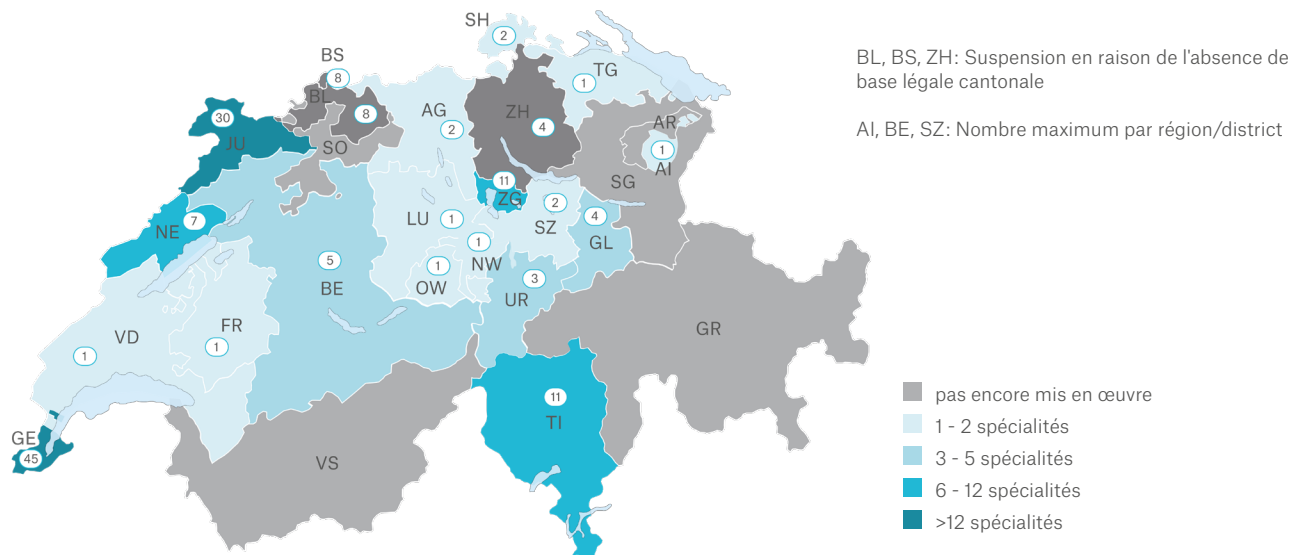 SH
2
BS
8
BL
8
TG
1
30
JU
AG
2
ZH
4
SO
AR
1
AI
SG
11
ZG
NE
7
LU
1
2
SZ
4
GL
1
NW
5
BE
1
OW
3
UR
VD
1
FR
1
GR
GE
45
VS
11
TI
BL, BS, ZH: Suspension en raison de l'absence de
base légale cantonale
AI, BE, SZ: Nombre maximum par région/district
pas encore mis en œuvre
1 - 2 spécialités
3 - 5 spécialités
6 - 12 spécialités
>12 spécialités